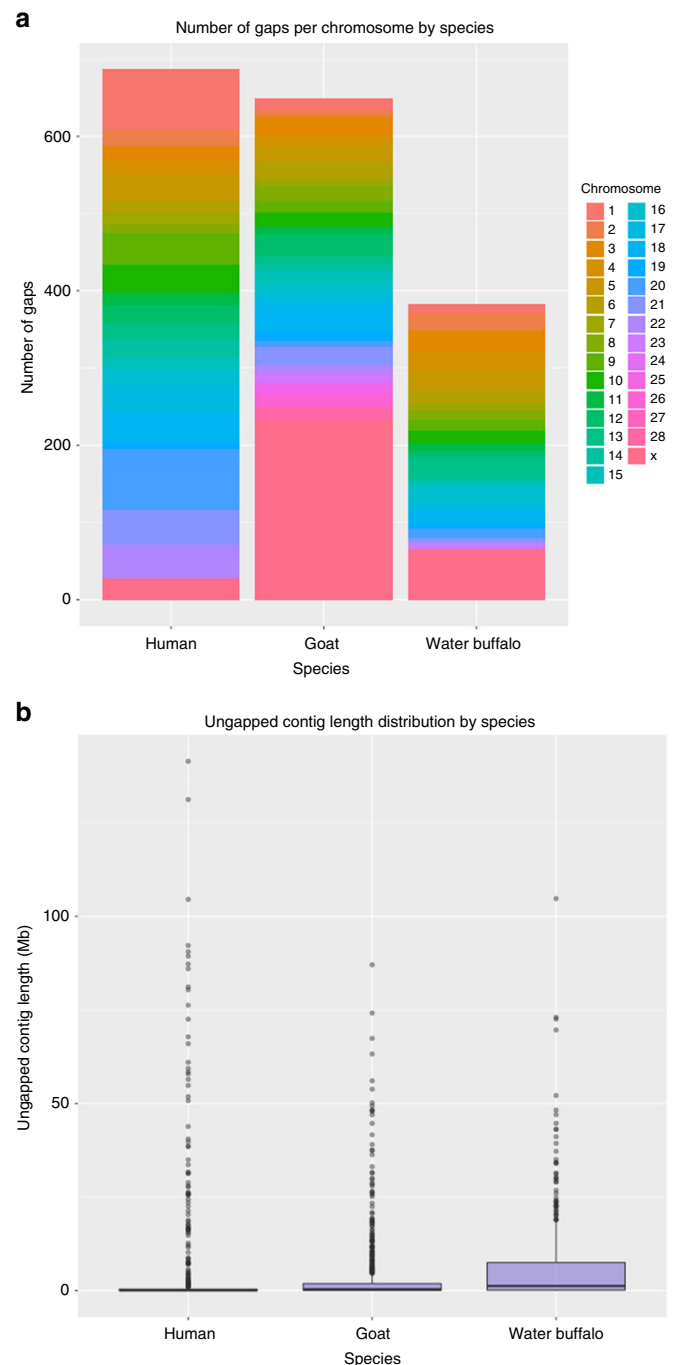 a
Number of gaps per chromosome by species
Number of gaps
600
400
200
0
Human Goat Water buffalo
Species
Chromosome
1 16
2 17
3 18
4 19
5 20
6 21
7 22
8 23
9 24
10 25
11 26
12 27
13 28
14 x
15
b
Ungapped contig length distribution by species
Ungapped contig length (Mb)
100
50
0
Human Goat Water buffalo
Species